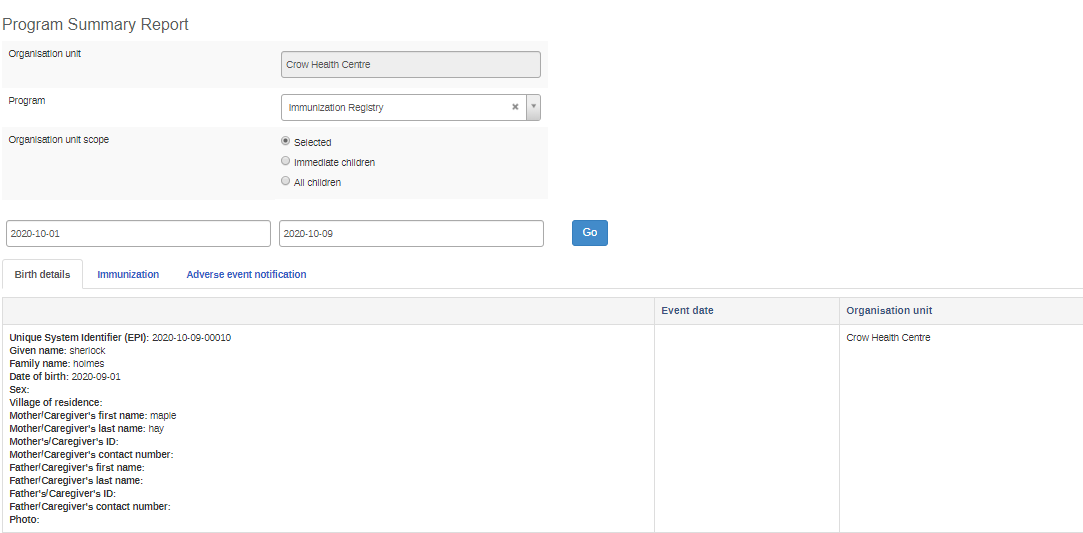 Program Summary Report
Organisation unit
Crow Health Centre
Program
Immunization Registry
Organisation unit scope
Selected
Immediate children
All children
2020-10-01 2020-10-09 Go
Birth details Immunization Adverse event notification
Event date Organisation unit
Unique System Identifier (EPI): 2020-10-09-00010 Crow Health Centre
Given name: sherlock
Family name: holmes
Date of birth: 2020-09-01
Sex:
Village of residence:
Mother/Caregiver's first name: maple
Mother/Caregiver's last name: hay
Mother's/Caregiver's ID:
Mother/Caregiver's contact number:
Father/Caregiver's first name:
Father/Caregiver's last name:
Father's/Caregiver's ID:
Father/Caregiver's contact number:
Photo: